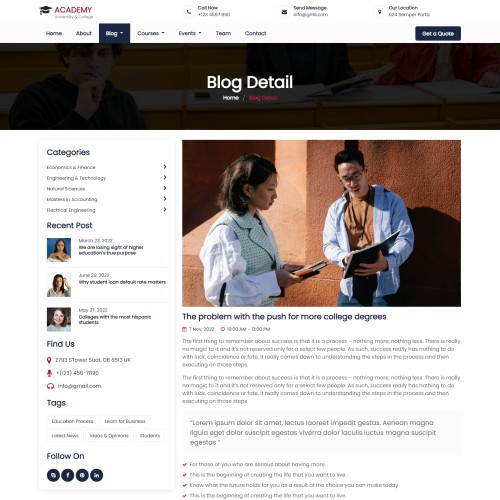 ACADEMY
University & College
Call Now
+123 4567 890
Send Message
info@gmil.com
Our Location
634 Semper Porta
Home
About
Blog
Courses
Events
Team
Contact
Get a Quote
Blog Detail
Home / Blog Detail
Categories
Economics & Finance
Engineering & Technology
Natural Sciences
Masters in Accounting
Electrical Engineering
Recent Post
March 23, 2022
We are losing sight of higher
education's true purpose
June 28, 2022
Why student loan default rate matters
May 27, 2022
Colleges with the most hispanic
students
Find Us
2793 STower Suat, DB 8513 UK
+(123) 456-7890
info@gmail.com
Tags
Education Process
Learn for Business
Latest News
Ideas & Opinions
Students
Follow On
The problem with the push for more college degrees
7 Nov, 2022
10:00 AM - 13:00 PM
The first thing to remember about success is that it is a process – nothing more, nothing less. There is really
no magic to it and it's not reserved only for a select few people. As such, success really has nothing to do
with luck, coincidence or fate. It really comes down to understanding the steps in the process and then
executing on those steps.
The first thing to remember about success is that it is a process – nothing more, nothing less. There is really
no magic to it and it's not reserved only for a select few people. As such, success really has nothing to do
with luck, coincidence or fate. It really comes down to understanding the steps in the process and then
executing on those steps
"Lorem ipsum dolor sit amet, lectus laoreet ipsum dolor. Aenean magna
ligula eget dolor suscipit egestas viverra dolor iaculis luctus magna
suscipit egestas "
For those of you who are serious about having more.
This is the beginning of creating the life that you want to live.
Know what the future holds for you as a result of the choice you can make today.
This is the beginning of creating the life that you want to live.